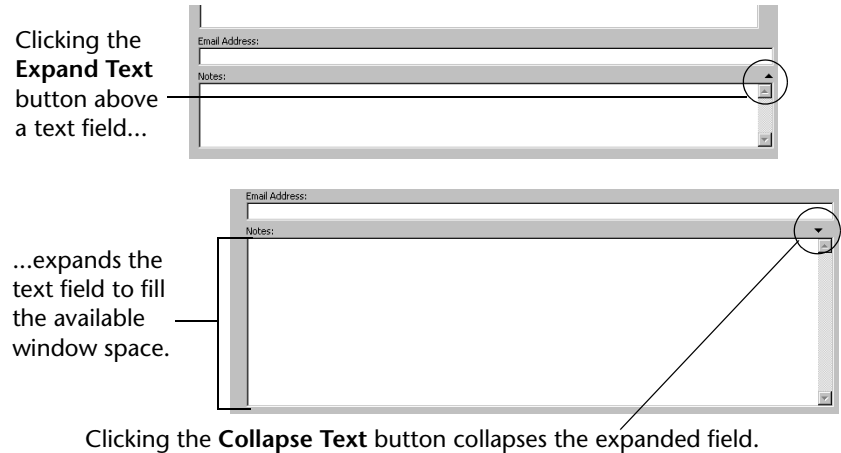 Email Address:
Clicking the
Expand Text
button above
a text field...
Notes:
Email Address:
Notes:
...expands the
text field to fill
the available
window space.
Clicking the Collapse Text button collapses the expanded field.